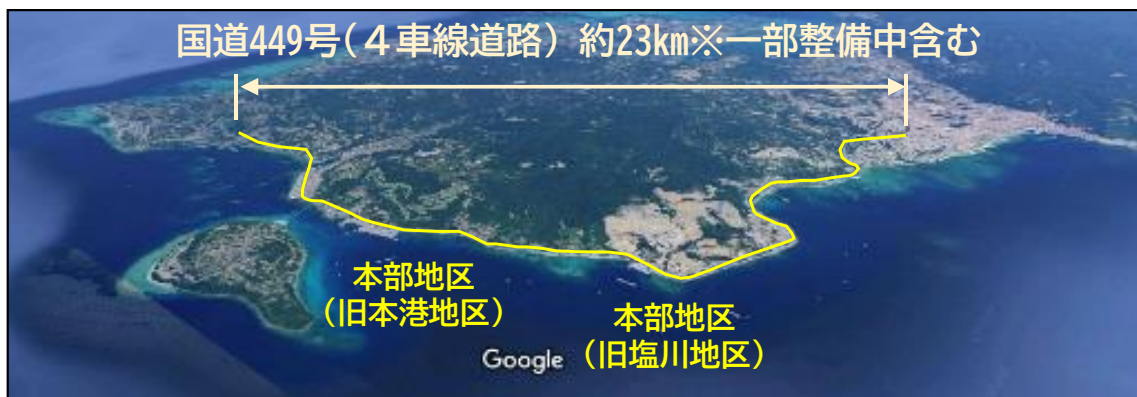 国道449号(４車線道路) 約23km※一部整備中含む
本部地区
（旧本港地区）
本部地区
（旧塩川地区）
Google